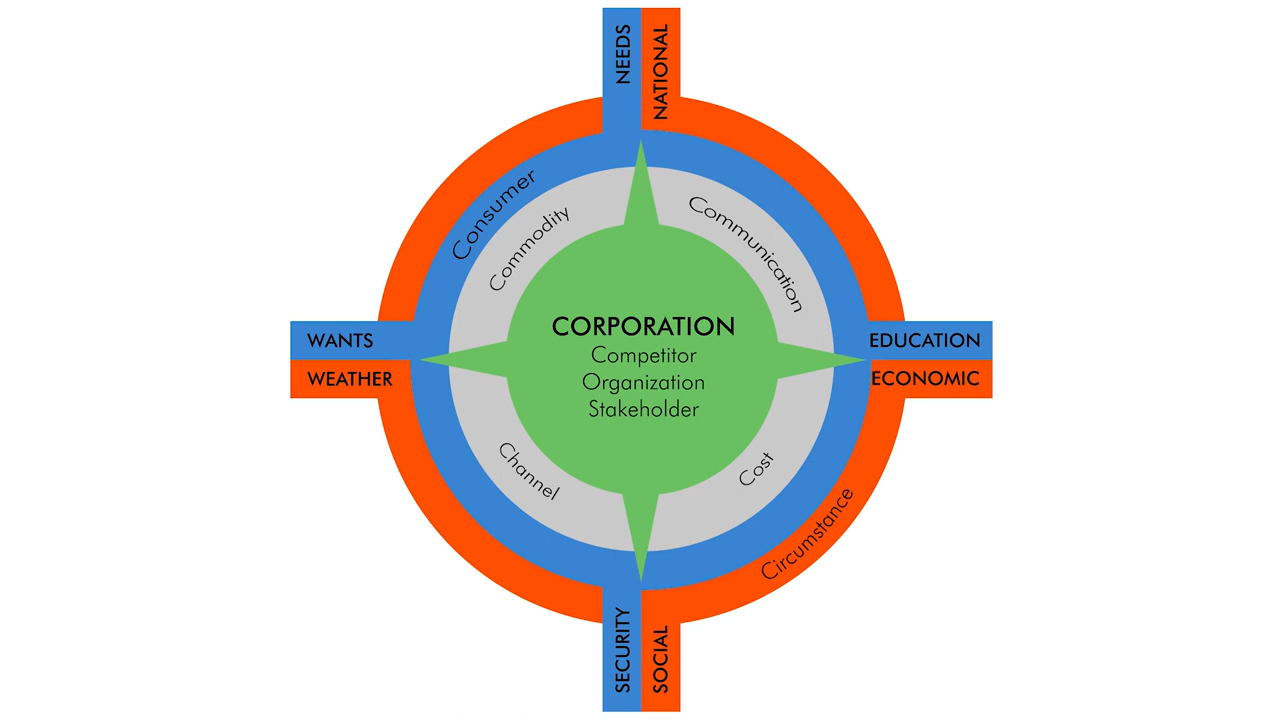 NEEDS
NATIONAL
Consumer
Commodity
Communication
WANTS
WEATHER
CORPORATION
Competitor
Organization
Stakeholder
EDUCATION
ECONOMIC
Channel
Cost
Circumstance
SECURITY
SOCIAL